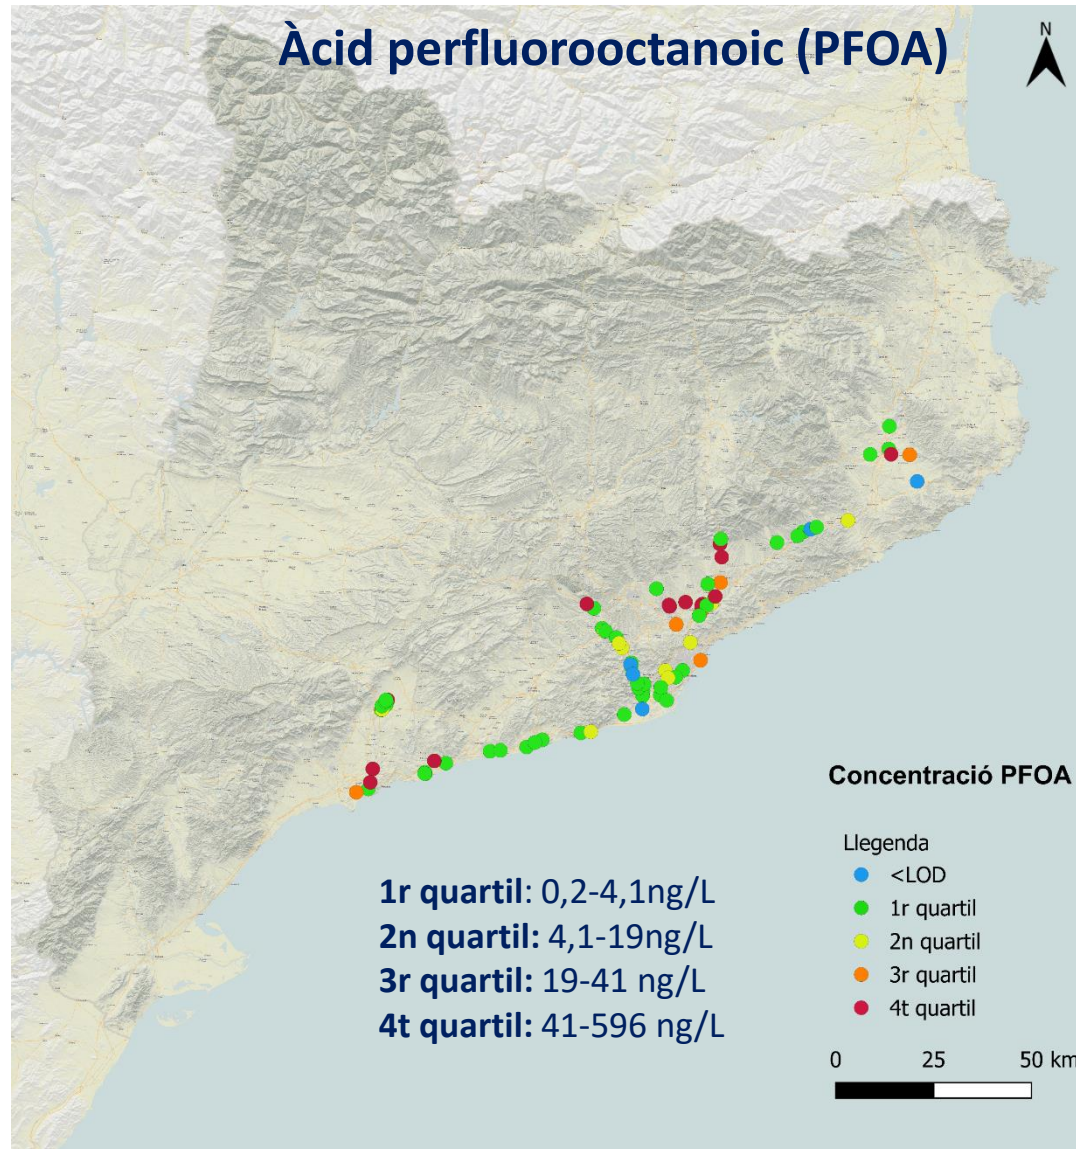 Àcid perfluorooctanoic (PFOA)
N
Concentració PFOA
Llegenda
<LOD
1r quartil
2n quartil
3r quartil
4t quartil
1r quartil: 0,2-4,1ng/L
2n quartil: 4,1-19ng/L
3r quartil: 19-41 ng/L
4t quartil: 41-596 ng/L
0 25 50 km